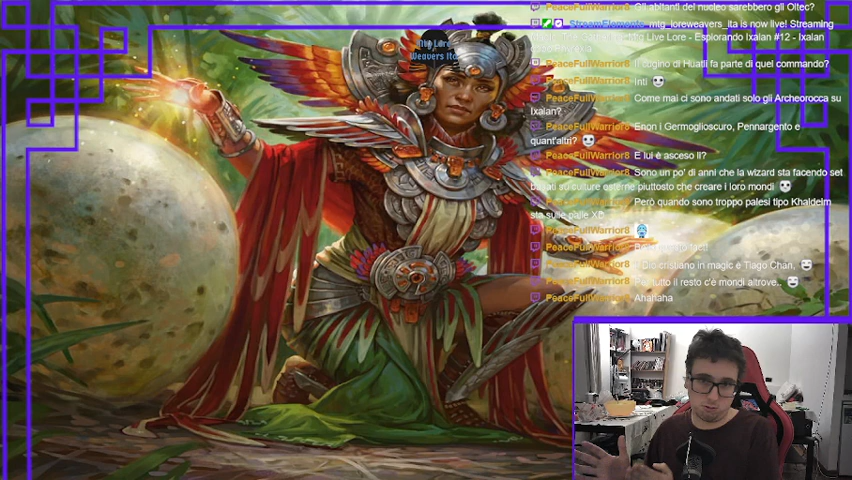 Mtg Lore
Weavers Ita
PeaceFullWarrior8 Gli abitanti del nucleo sarebbero gli Oltec?
StreamElements mtg_loreweavers_ita is now live! Streaming
Live Lore - Esplorando Ixalan #12 - Ixalan
PeaceFullWarrior8 Il cugino di Huatli fa parte di quel commando?
PeaceFullWarrior8 Inti
PeaceFullWarrior8 Come mai ci sono andati solo gli Archeorocca su
Ixalan?
PeaceFullWarrior8 Enon i Germoglioscuro, Pennargento e
quant'altri?
PeaceFullWarrior8 E lui è asceso lì?
PeaceFullWarrior8 Sono un po' di anni che la wizard sta facendo set
basati su culture esterne piuttosto che creare i loro mondi
PeaceFullWarrior8 Però quando sono troppo palesi tipo Khaldeim
sta sulle palle XD
PeaceFullWarrior8
PeaceFullWarrior8
PeaceFullWarrior8 Dio cristiano in magic e Tiago Chan,
PeaceFullWarrior8 Per tutto il resto c'è mondi altrove..
PeaceFullWarrior8 Ahahaha